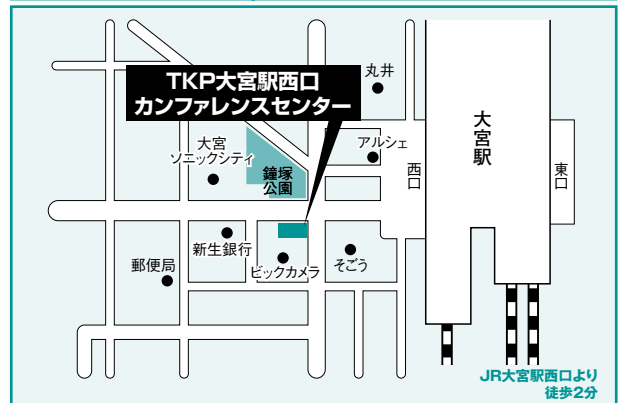 丸井
TKP大宮駅西口
カンファレンスセンター
大宮
ソニックシティ
アルシェ
大宮駅
西口
東口
鐘塚
公園
新生銀行
郵便局
ビックカメラ
そごう
JR大宮駅西口より
徒歩2分